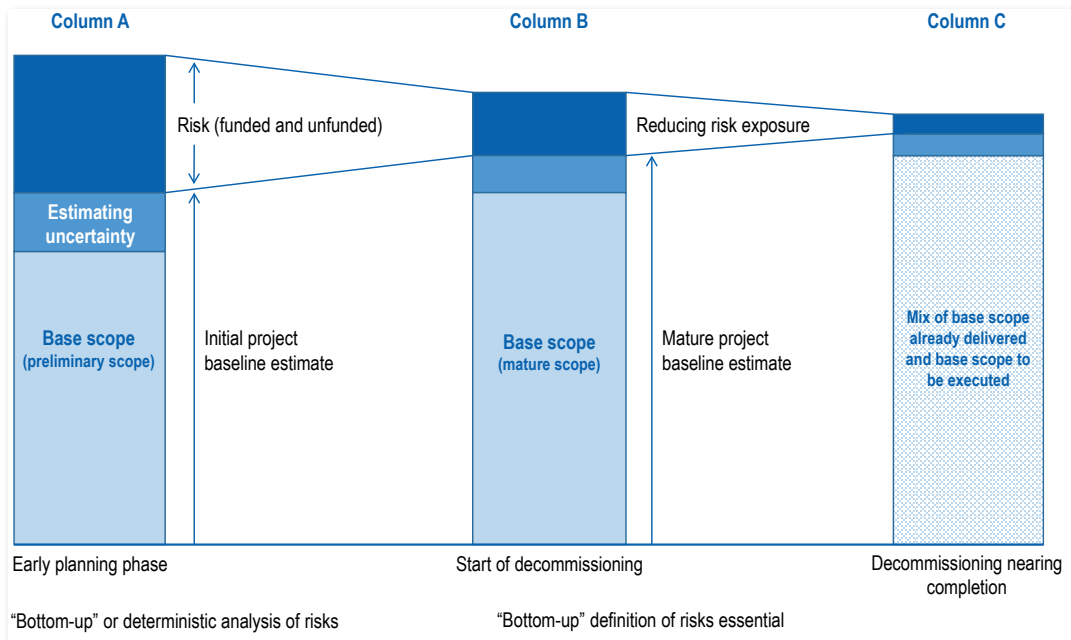 Column A
Column B
Column C
Risk (funded and unfunded)
Reducing risk exposure
Estimating
uncertainty
Base scope
(preliminary scope)
Initial project
baseline estimate
Base scope
(mature scope)
Mature project
baseline estimate
Mix of base scope
already delivered
and base scope to
be executed
Early planning phase
Start of decommissioning
Decommissioning nearing
completion
“Bottom-up” or deterministic analysis of risks
“Bottom-up” definition of risks essential